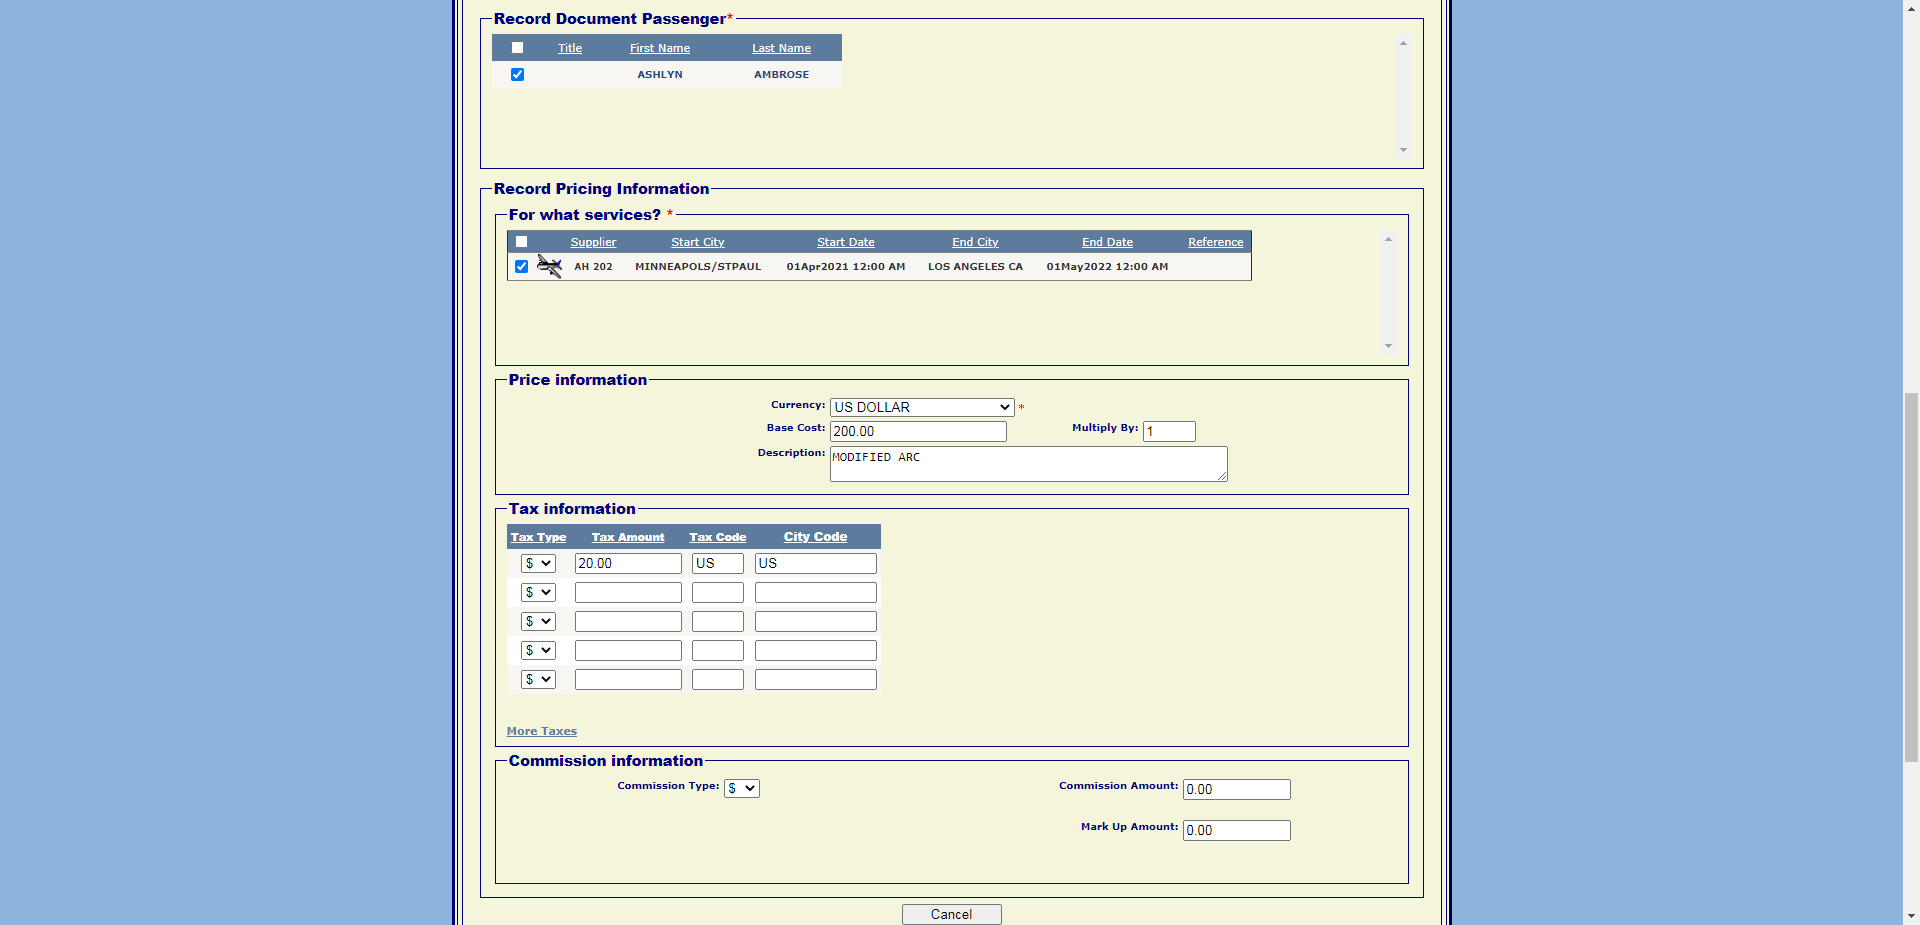 Record Document Passenger*
Title First Name Last Name
ASHLYN AMBROSE
Record Pricing Information
For what services? *
Supplier Start City Start Date End City End Date Reference
AH 202 MINNEAPOLS/STPAUL 01Apr2021 12:00 AM LOS ANGELES CA 01May2022 12:00 AM
Price information
Currency: US DOLLAR *
Base Cost: 200.00 Multiply By: 1
Description: MODIFIED ARC
Tax information
Tax Type Tax Amount Tax Code City Code
$ 20.00 US US
$
$
$
$
More Taxes
Commission information
Commission Type: $ Commission Amount: 0.00
Mark Up Amount: 0.00
Cancel